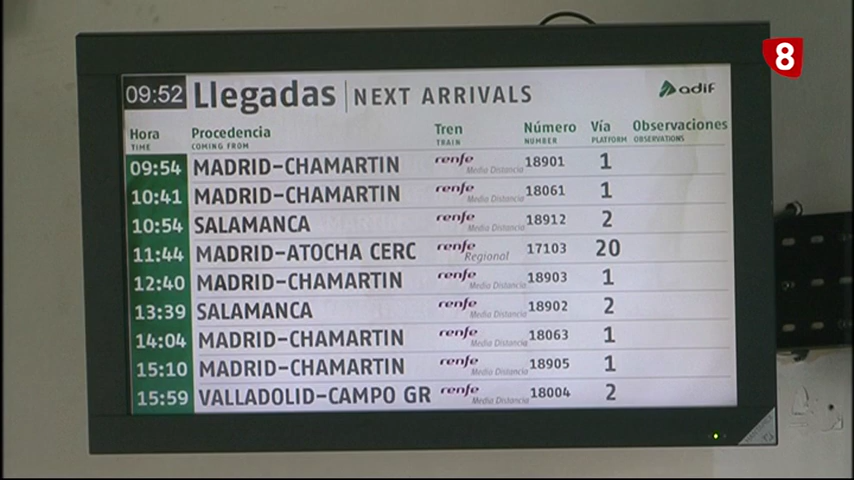 8
09:52 Llegadas | NEXT ARRIVALS adif
Hora Procedencia Tren Número Vía Observaciones
TIME COMING FROM TRAIN NUMBER PLATFORM OBSERVATIONS
09:54 MADRID-CHAMARTIN renfe Media Distancia 18901 1
10:41 MADRID-CHAMARTIN renfe Media Distancia 18061 1
10:54 SALAMANCA renfe Media Distancia 18912 2
11:44 MADRID-ATOCHA CERC renfe Regional 17103 20
12:40 MADRID-CHAMARTIN renfe Media Distancia 18903 1
13:39 SALAMANCA renfe Media Distancia 18902 2
14:04 MADRID-CHAMARTIN renfe Media Distancia 18063 1
15:10 MADRID-CHAMARTIN renfe Media Distancia 18905 1
15:59 VALLADOLID-CAMPO GR renfe Media Distancia 18004 2